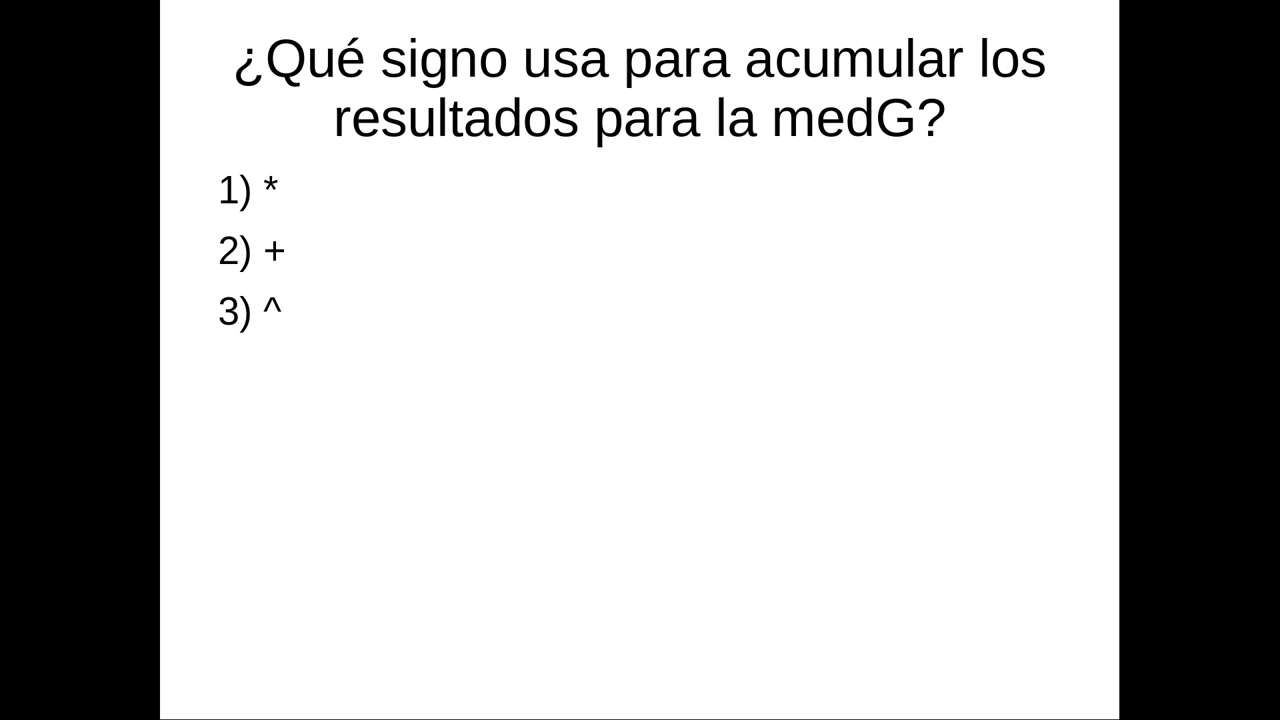 ¿Qué signo usa para acumular los
resultados para la medG?
1) *
2) +
3) ^